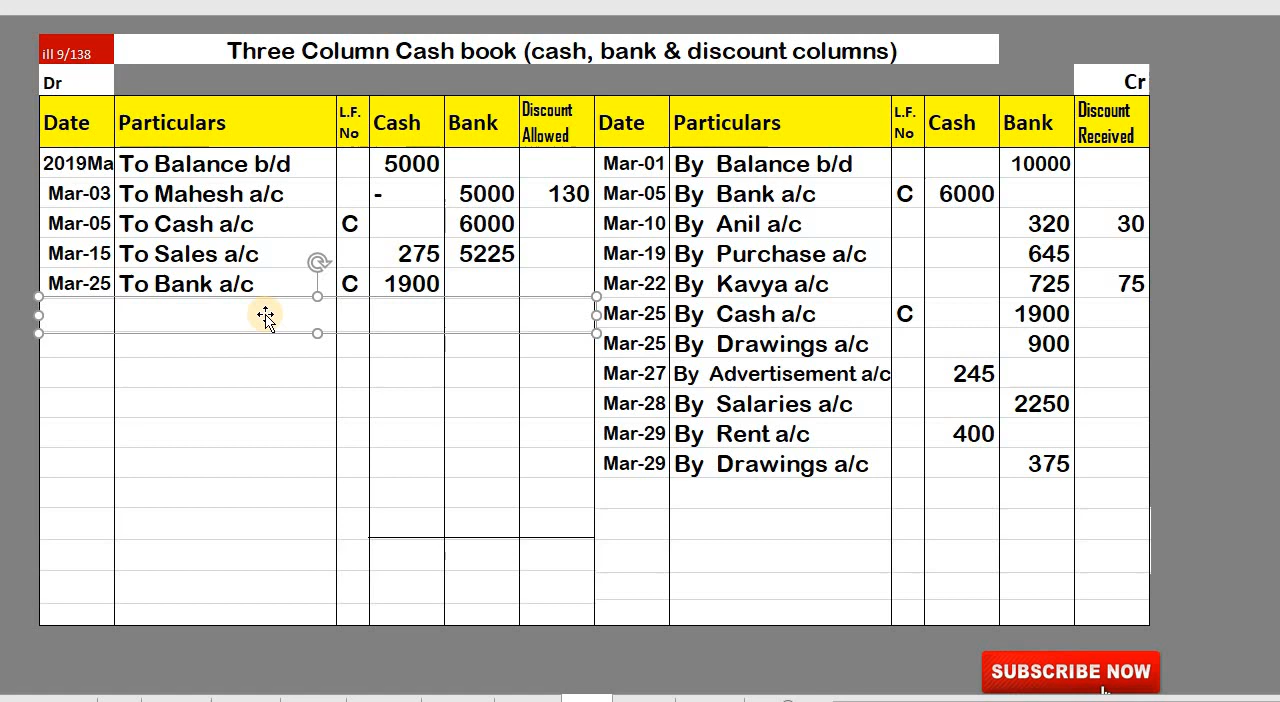 ill 9/138 Three Column Cash book (cash, bank & discount columns)
Dr Cr
Date Particulars L.F. No Cash Bank Discount Allowed Date Particulars L.F. No Cash Bank Discount Received
2019Ma To Balance b/d 5000 Mar-01 By Balance b/d 10000
Mar-03 To Mahesh a/c - 5000 130 Mar-05 By Bank a/c C 6000
Mar-05 To Cash a/c C 6000 Mar-10 By Anil a/c 320 30
Mar-15 To Sales a/c 275 5225 Mar-19 By Purchase a/c 645
Mar-25 To Bank a/c C 1900 Mar-22 By Kavya a/c 725 75
Mar-25 By Cash a/c C 1900
Mar-25 By Drawings a/c 900
Mar-27 By Advertisement a/c 245
Mar-28 By Salaries a/c 2250
Mar-29 By Rent a/c 400
Mar-29 By Drawings a/c 375
SUBSCRIBE NOW